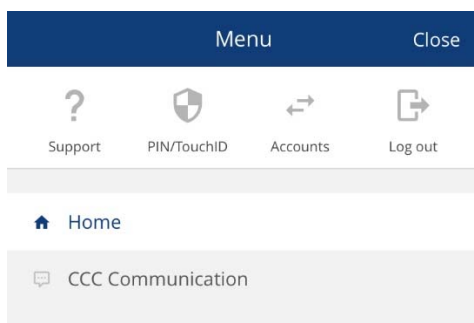 Menu Close
?
Support PIN/TouchID Accounts Log out
Home
CCC Communication